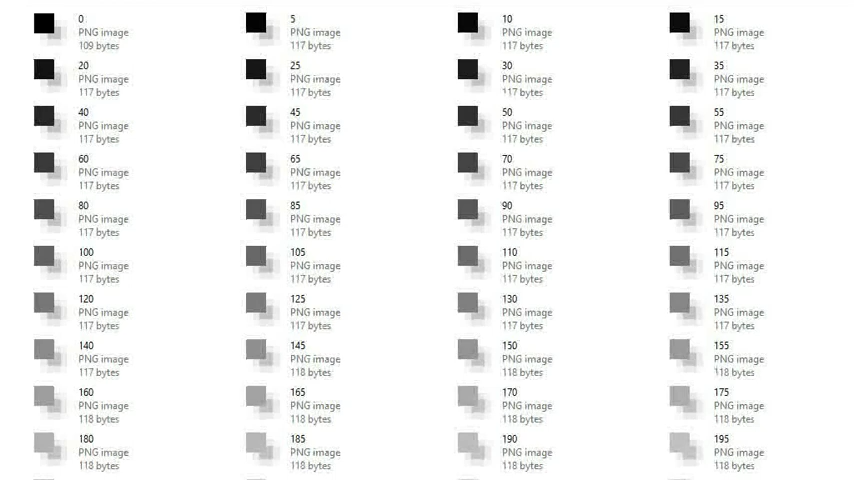 0
PNG image
109 bytes
5
PNG image
117 bytes
10
PNG image
117 bytes
15
PNG image
117 bytes
20
PNG image
117 bytes
25
PNG image
117 bytes
30
PNG image
117 bytes
35
PNG image
117 bytes
40
PNG image
117 bytes
45
PNG image
117 bytes
50
PNG image
117 bytes
55
PNG image
117 bytes
60
PNG image
117 bytes
65
PNG image
117 bytes
70
PNG image
117 bytes
75
PNG image
117 bytes
80
PNG image
117 bytes
85
PNG image
117 bytes
90
PNG image
117 bytes
95
PNG image
117 bytes
100
PNG image
117 bytes
105
PNG image
117 bytes
110
PNG image
117 bytes
115
PNG image
117 bytes
120
PNG image
117 bytes
125
PNG image
117 bytes
130
PNG image
117 bytes
135
PNG image
117 bytes
140
PNG image
117 bytes
145
PNG image
118 bytes
150
PNG image
118 bytes
155
PNG image
118 bytes
160
PNG image
118 bytes
165
PNG image
118 bytes
170
PNG image
118 bytes
175
PNG image
118 bytes
180
PNG image
118 bytes
185
PNG image
118 bytes
190
PNG image
118 bytes
195
PNG image
118 bytes